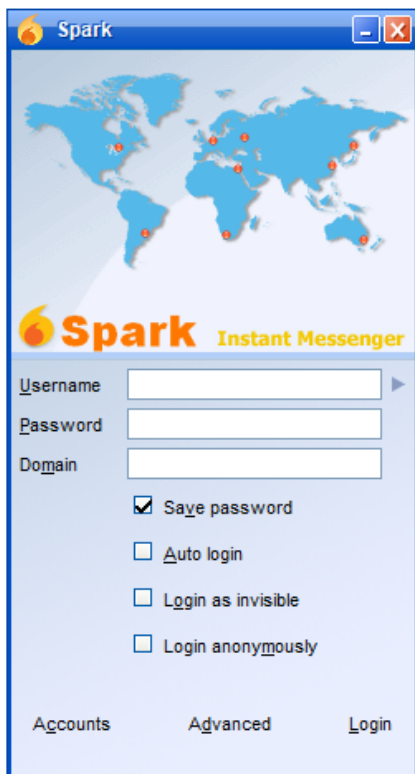 Spark
Spark Instant Messenger
Username
Password
Domain
Save password
Auto login
Login as invisible
Login anonymously
Accounts Advanced Login